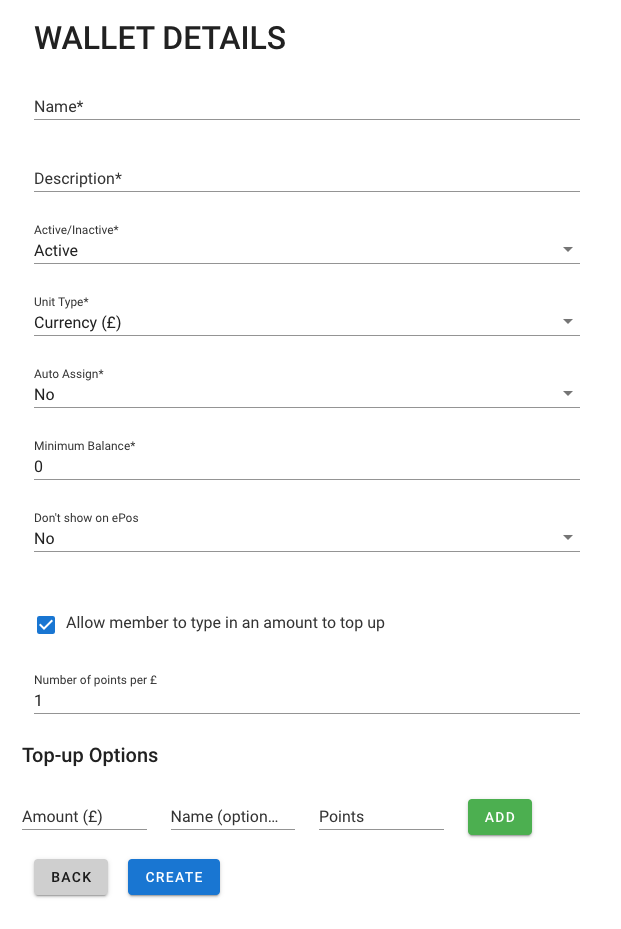 WALLET DETAILS
Name*
Description*
Active/Inactive*
Active
Unit Type*
Currency (£)
Auto Assign*
No
Minimum Balance*
0
Don't show on ePos
No
Allow member to type in an amount to top up
Number of points per £
1
Top-up Options
Amount (£) Name (option... Points ADD
BACK CREATE